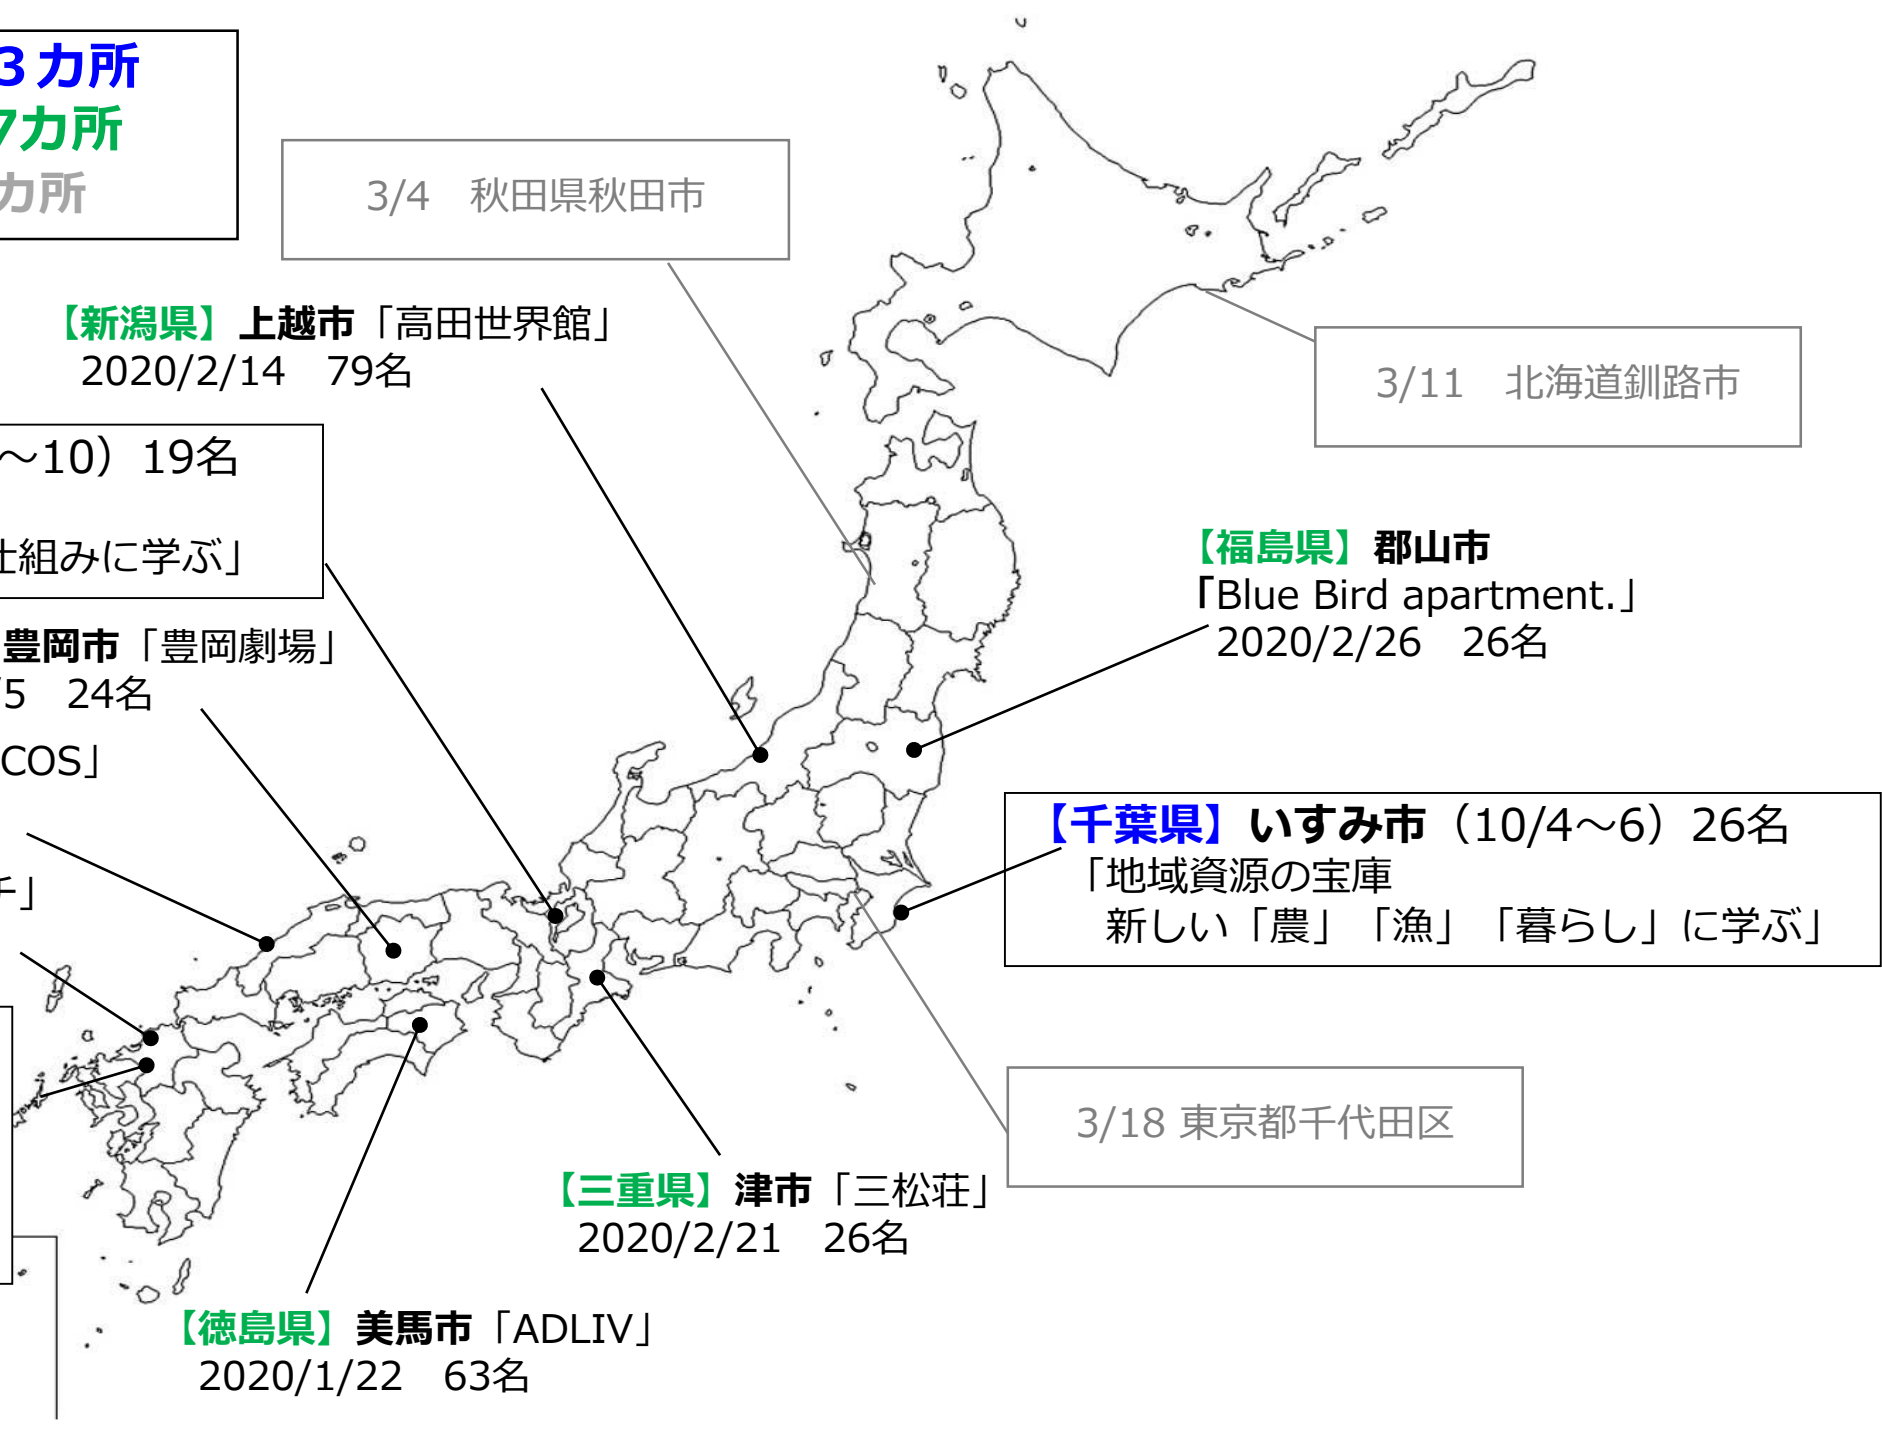 ３カ所
7カ所
カ所
3/4　秋田県秋田市
【新潟県】上越市「高田世界館」
2020/2/14　79名
3/11　北海道釧路市
～10）19名
仕組みに学ぶ」
【福島県】郡山市
「Blue Bird apartment.」
2020/2/26　26名
豊岡市「豊岡劇場」
/5　24名
COS」
【千葉県】いすみ市（10/4～6）26名
「地域資源の宝庫
新しい「農」「漁」「暮らし」に学ぶ」
チ」
3/18 東京都千代田区
【三重県】津市「三松荘」
2020/2/21　26名
【徳島県】美馬市「ADLIV」
2020/1/22　63名